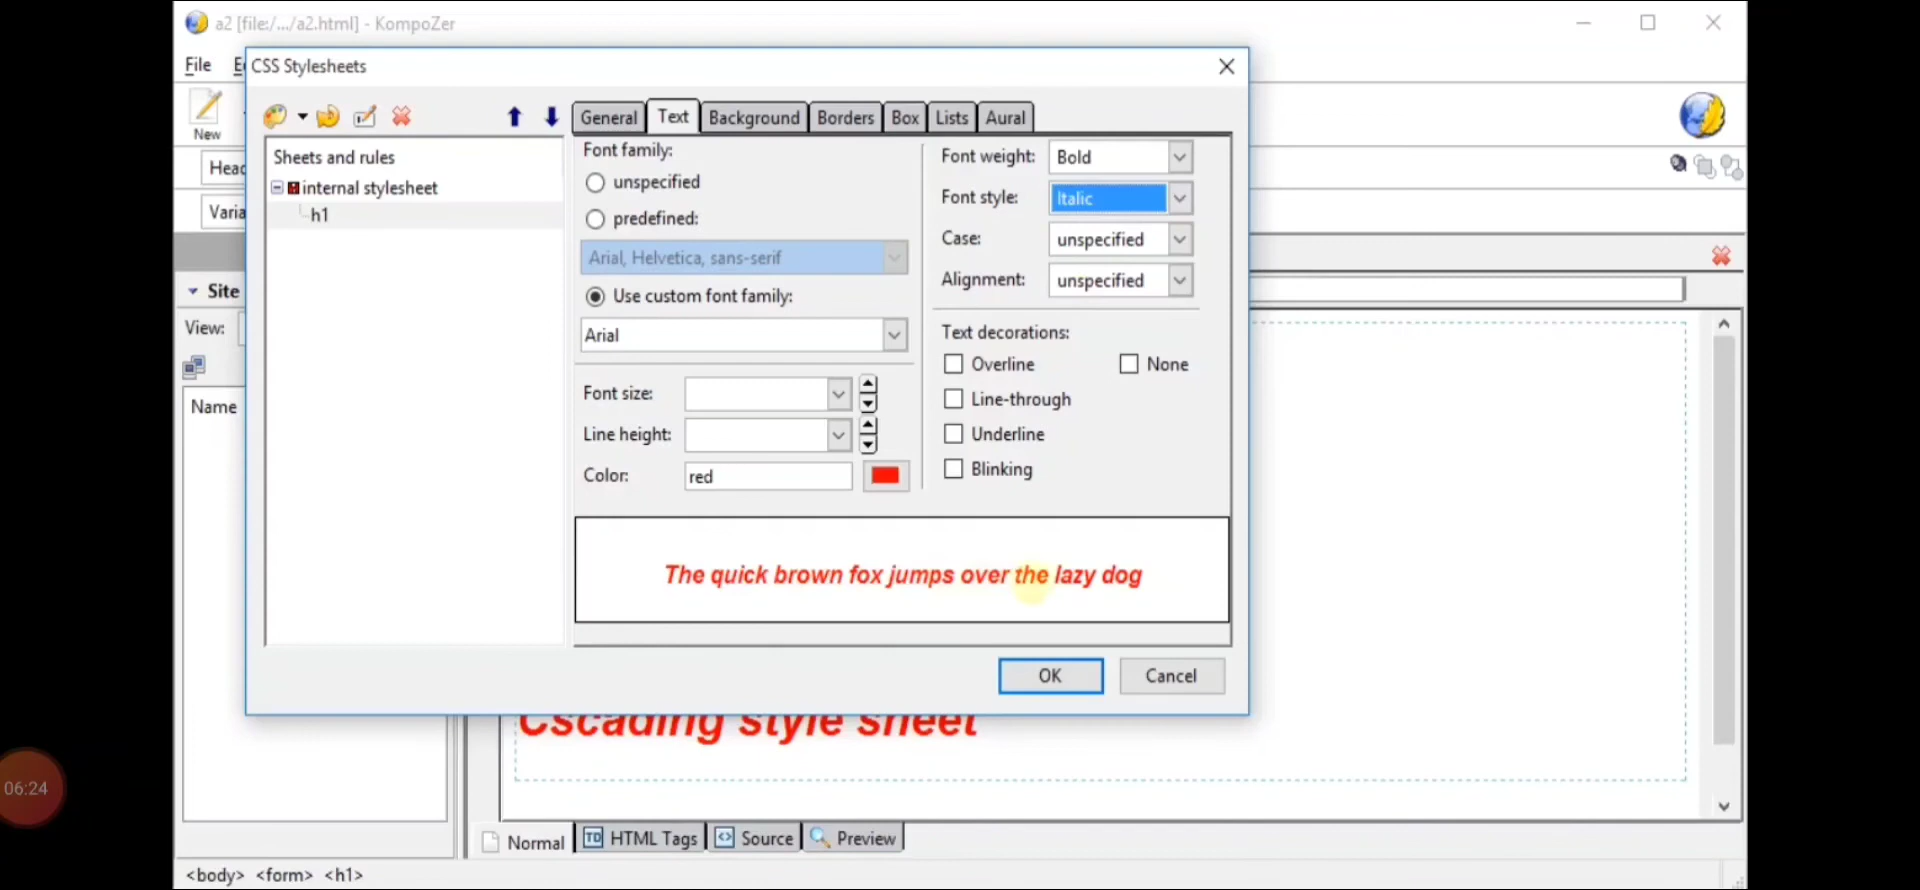 a2 [file:/.../a2.html] - KompoZer
File
CSS Stylesheets
New
General Text Background Borders Box Lists Aural
Sheets and rules
internal stylesheet
h1
Font family:
unspecified
predefined:
Arial, Helvetica, sans-serif
Use custom font family:
Arial
Font size:
Line height:
Color: red
Font weight: Bold
Font style: Italic
Case: unspecified
Alignment: unspecified
Text decorations:
Overline None
Line-through
Underline
Blinking
The quick brown fox jumps over the lazy dog
OK Cancel
Site
View:
Name
Cscading style sheet
06:24
Normal TD HTML Tags Source Preview
<body> <form> <h1>